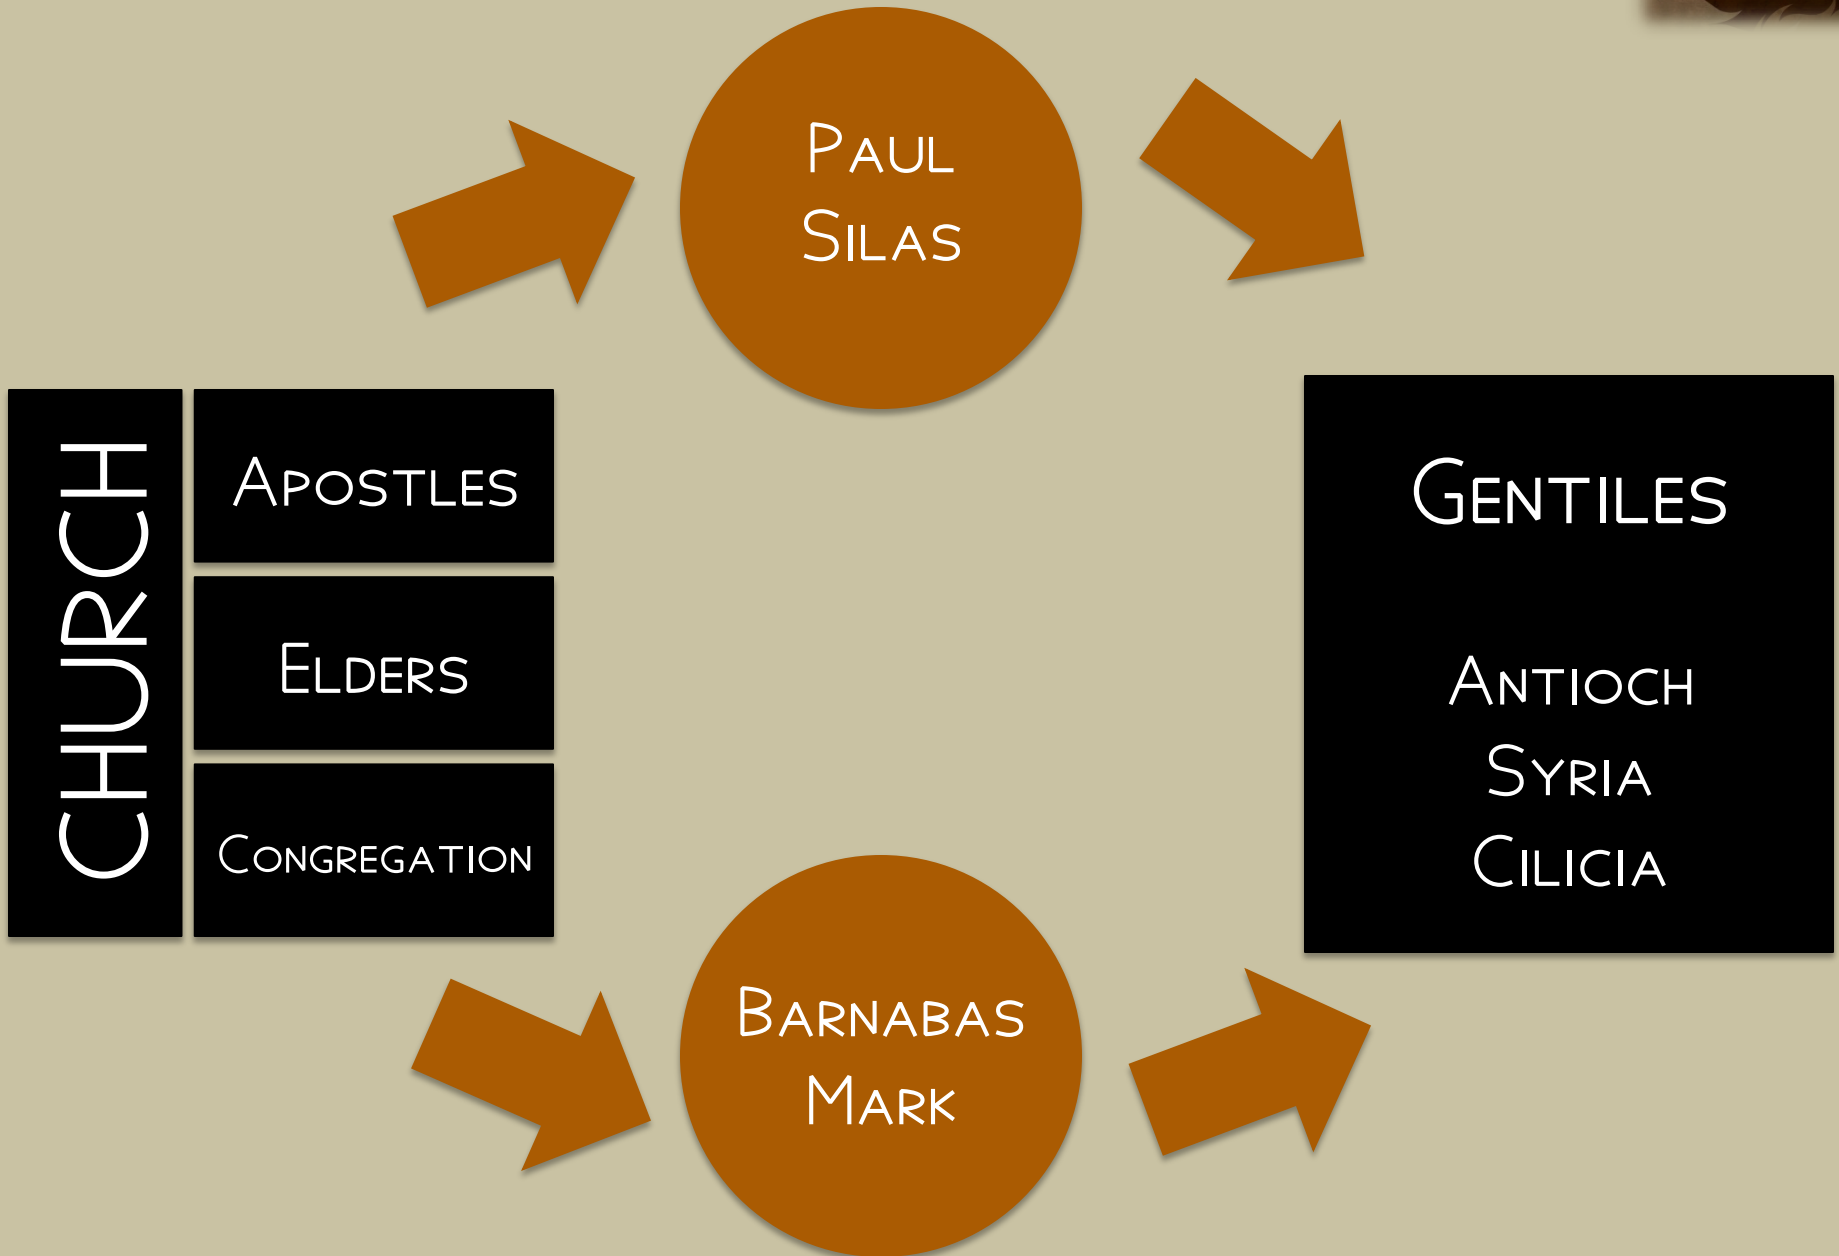 Paul
Silas
CHURCH
Apostles
Elders
Congregation
Gentiles
Antioch
Syria
Cilicia
Barnabas
Mark